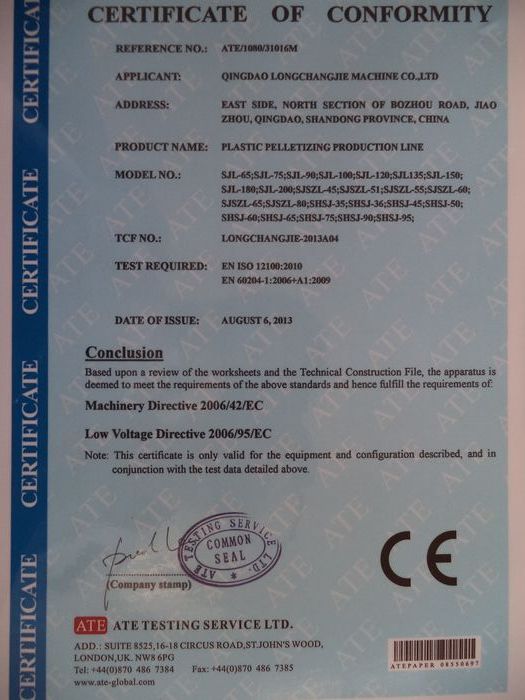 CERTIFICATE OF CONFORMITY
REFERENCE NO.: ATE/1080/31016M
APPLICANT: QINGDAO LONGCHANGJIE MACHINE CO.,LTD
ADDRESS: EAST SIDE, NORTH SECTION OF BOZHOU ROAD, JIAO
ZHOU, QINGDAO, SHANDONG PROVINCE, CHINA
PRODUCT NAME: PLASTIC PELLETIZING PRODUCTION LINE
MODEL NO.: SJL-65;SJL-75;SJL-90;SJL-100;SJL-120;SJL135;SJL-150;
SJL-180;SJL-200;SJSZL-45;SJSZL-51;SJSZL-55;SJSZL-60;
SJSZL-65;SJSZL-80;SHSJ-35;SHSJ-36;SHSJ-45;SHSJ-50;
SHSJ-60;SHSJ-65;SHSJ-75;SHSJ-90;SHSJ-95;
TCF NO.: LONGCHANGJIE-2013A04
TEST REQUIRED: EN ISO 12100:2010
EN 60204-1:2006+A1:2009
DATE OF ISSUE: AUGUST 6, 2013
Conclusion
Based upon a review of the worksheets and the Technical Construction File, the apparatus is
deemed to meet the requirements of the above standards and hence fulfill the requirements of:
Machinery Directive 2006/42/EC
Low Voltage Directive 2006/95/EC
Note: This certificate is only valid for the equipment and configuration described, and in
conjunction with the test data detailed above.
ATE TESTING SERVICE LTD.
COMMON
SEAL
(Company stamp)
CE
ATE ATE TESTING SERVICE LTD.
ADD.: SUITE 8525,16-18 CIRCUS ROAD,ST.JOHN'S WOOD,
LONDON,UK. NW8 6PG
Tel: +44(0)870 486 7384 Fax: +44(0)870 486 7385
www.ate-global.com
ATEPAPER 08550697
CERTIFICATE
CERTIFICATE
CERTIFICATE
CERTIFICATE